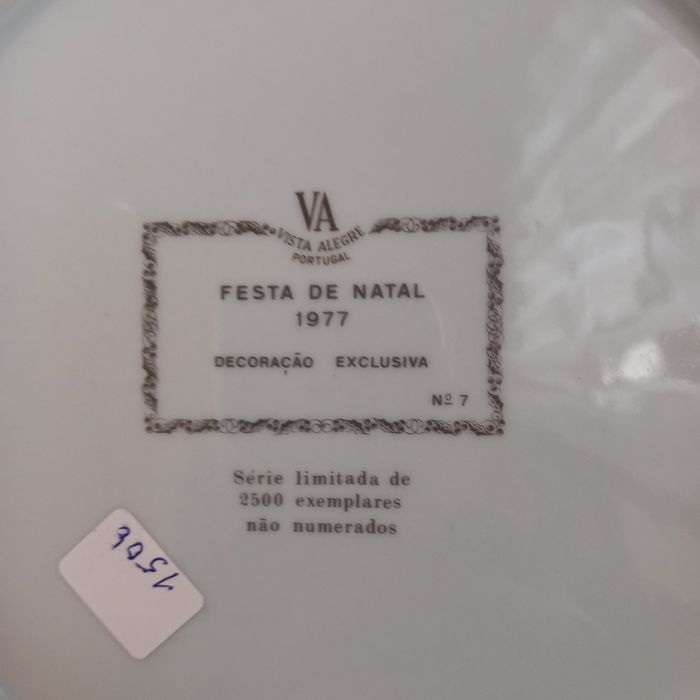 VA
VISTA ALEGRE
PORTUGAL
FESTA DE NATAL
1977
DECORAÇÃO EXCLUSIVA
Nº 7
Série limitada de
2500 exemplares
não numerados
150€